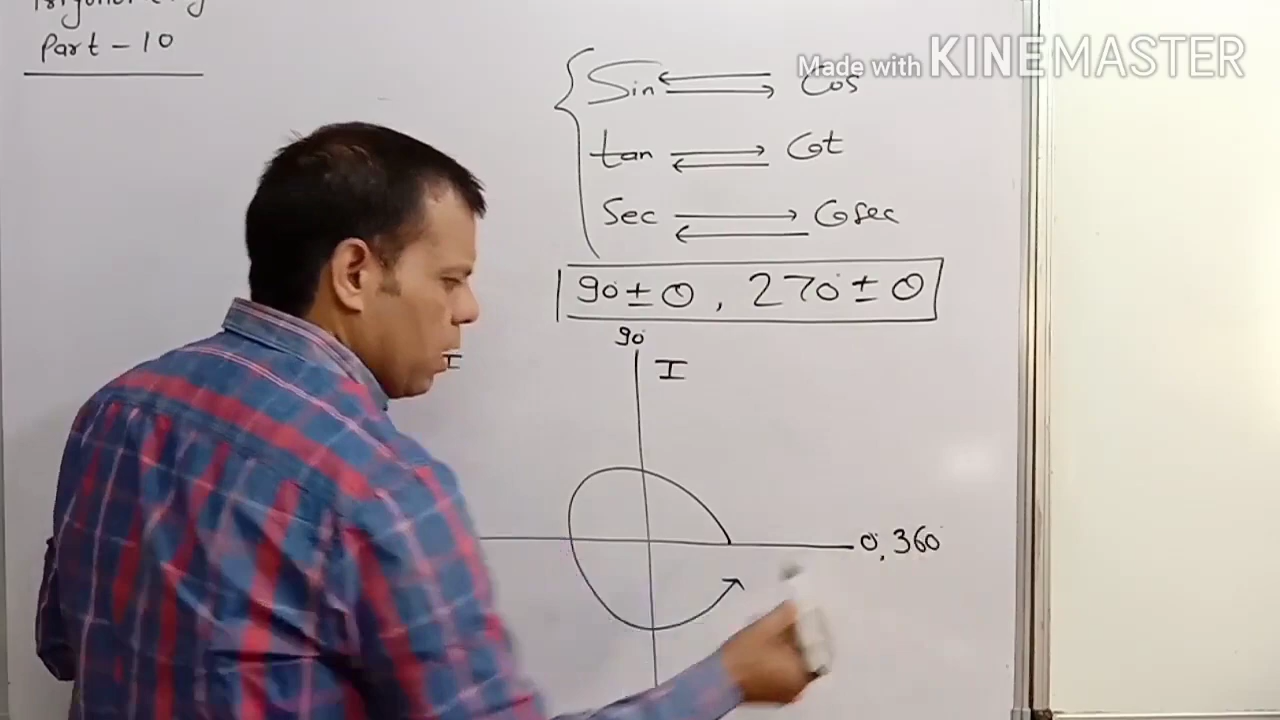 Part - 10
Made with KINEMASTER
Sin ⇄ Cos
tan ⇄ Cot
Sec ⇄ Cosec
90° ± θ , 270° ± θ
90°
I
I
0°, 360°